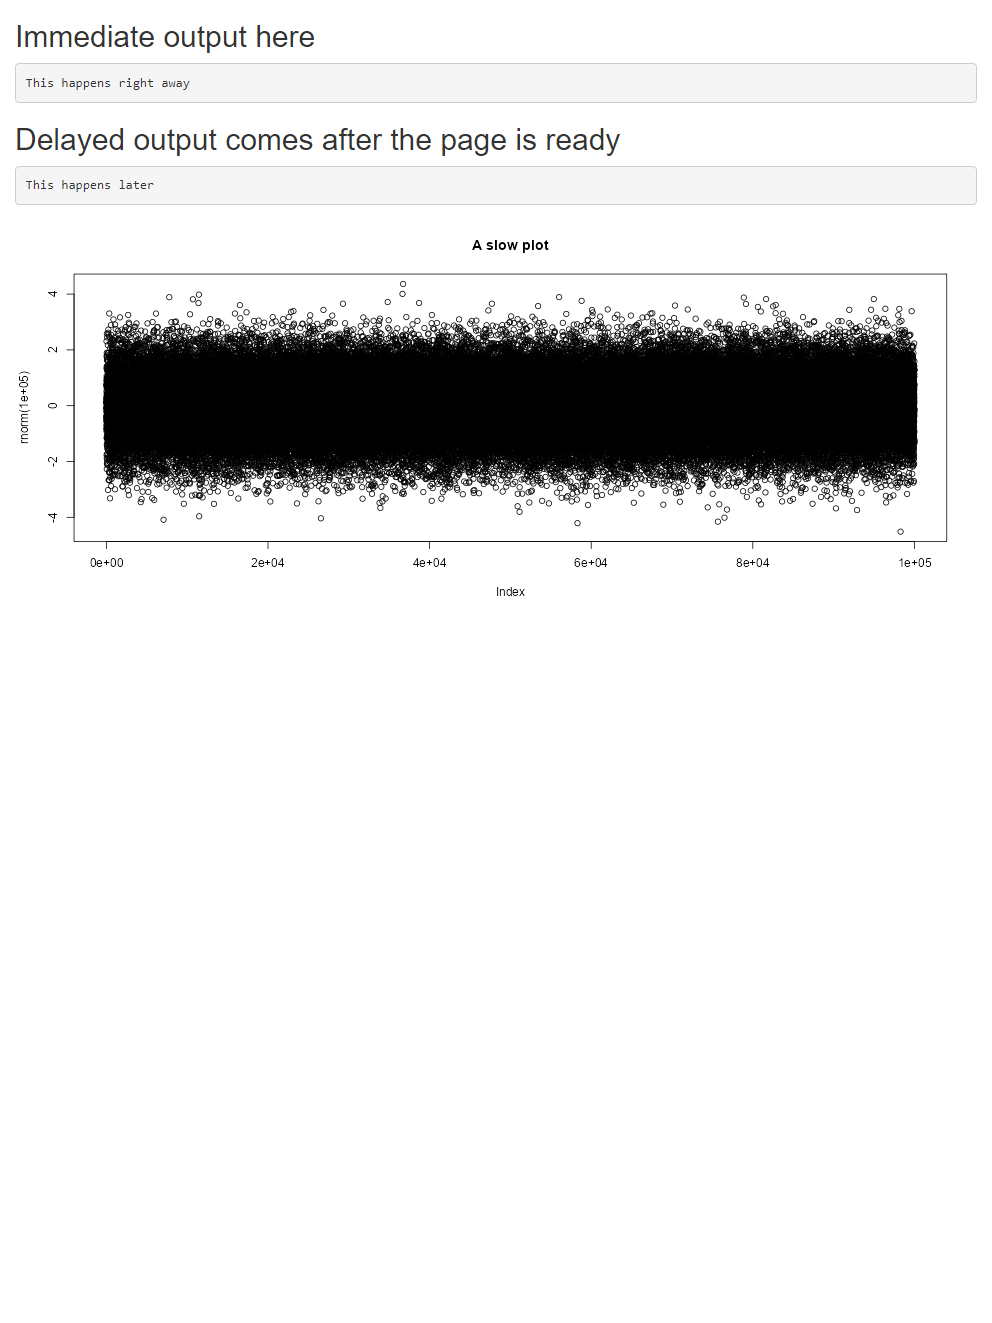 Immediate output here
This happens right away
Delayed output comes after the page is ready
This happens later
A slow plot
4
2
0
-2
-4
rnorm(1e+05)
0e+00 2e+04 4e+04 6e+04 8e+04 1e+05
Index